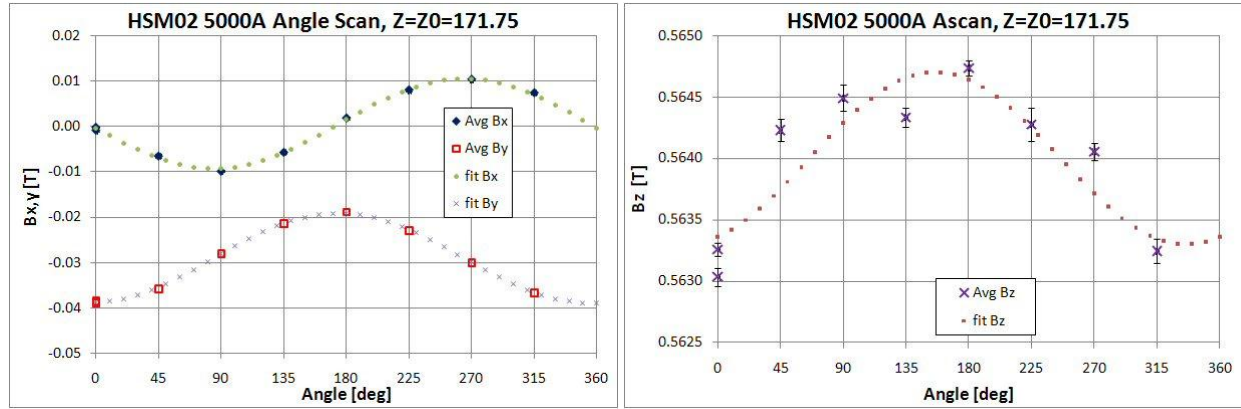 HSM02 5000A Angle Scan, Z=Z0=171.75
0.02
0.01
0.00
-0.01
-0.02
-0.03
-0.04
-0.05
Bx,y [T]
Avg Bx
Avg By
fit Bx
fit By
0 45 90 135 180 225 270 315 360
Angle [deg]
HSM02 5000A Ascan, Z=Z0=171.75
0.5650
0.5645
0.5640
0.5635
0.5630
0.5625
Bz [T]
Avg Bz
fit Bz
0 45 90 135 180 225 270 315 360
Angle [deg]